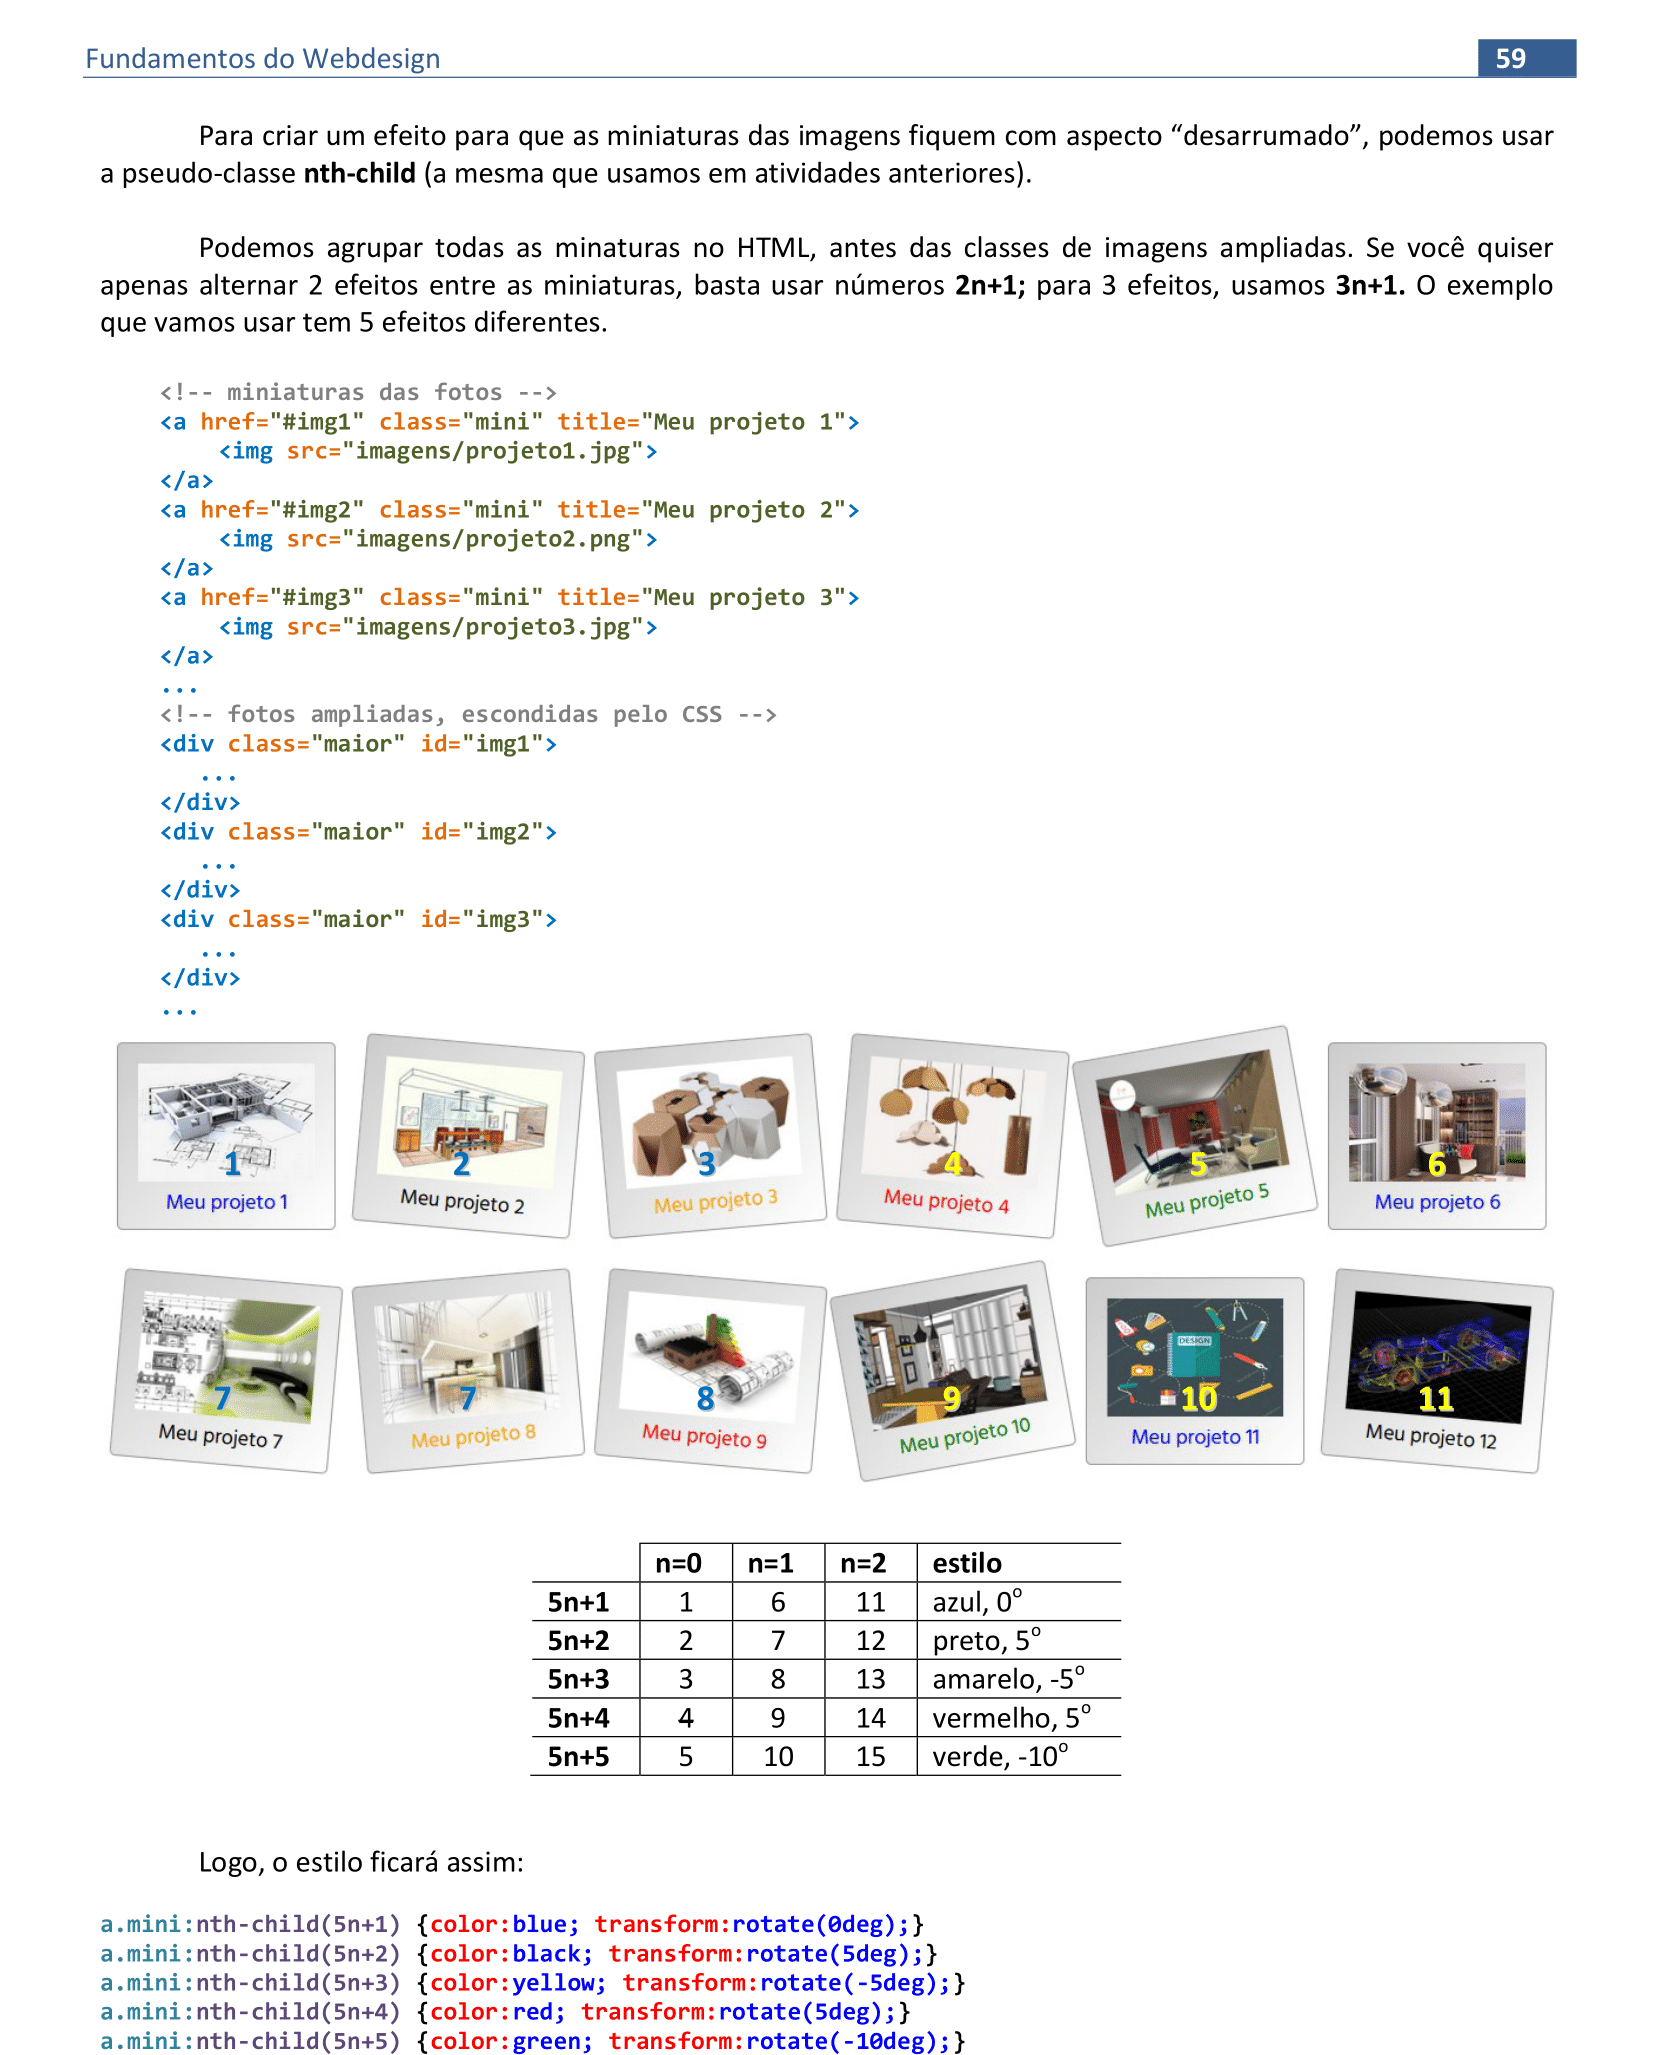 Fundamentos do Webdesign 59
Para criar um efeito para que as miniaturas das imagens fiquem com aspecto “desarrumado”, podemos usar
a pseudo-classe nth-child (a mesma que usamos em atividades anteriores).
Podemos agrupar todas as minaturas no HTML, antes das classes de imagens ampliadas. Se você quiser
apenas alternar 2 efeitos entre as miniaturas, basta usar números 2n+1; para 3 efeitos, usamos 3n+1. O exemplo
que vamos usar tem 5 efeitos diferentes.
<!-- miniaturas das fotos -->
<a href="#img1" class="mini" title="Meu projeto 1">
<img src="imagens/projeto1.jpg">
</a>
<a href="#img2" class="mini" title="Meu projeto 2">
<img src="imagens/projeto2.png">
</a>
<a href="#img3" class="mini" title="Meu projeto 3">
<img src="imagens/projeto3.jpg">
</a>
...
<!-- fotos ampliadas, escondidas pelo CSS -->
<div class="maior" id="img1">
...
</div>
<div class="maior" id="img2">
...
</div>
<div class="maior" id="img3">
...
</div>
...
1 2 3 4 5 6
Meu projeto 1 Meu projeto 2 Meu projeto 3 Meu projeto 4 Meu projeto 5 Meu projeto 6
DESIGN
7 7 8 9 10 11
Meu projeto 7 Meu projeto 8 Meu projeto 9 Meu projeto 10 Meu projeto 11 Meu projeto 12
n=0 n=1 n=2 estilo
5n+1 1 6 11 azul, 0º
5n+2 2 7 12 preto, 5º
5n+3 3 8 13 amarelo, -5º
5n+4 4 9 14 vermelho, 5º
5n+5 5 10 15 verde, -10º
Logo, o estilo ficará assim:
a.mini:nth-child(5n+1) {color:blue; transform:rotate(0deg);}
a.mini:nth-child(5n+2) {color:black; transform:rotate(5deg);}
a.mini:nth-child(5n+3) {color:yellow; transform:rotate(-5deg);}
a.mini:nth-child(5n+4) {color:red; transform:rotate(5deg);}
a.mini:nth-child(5n+5) {color:green; transform:rotate(-10deg);}